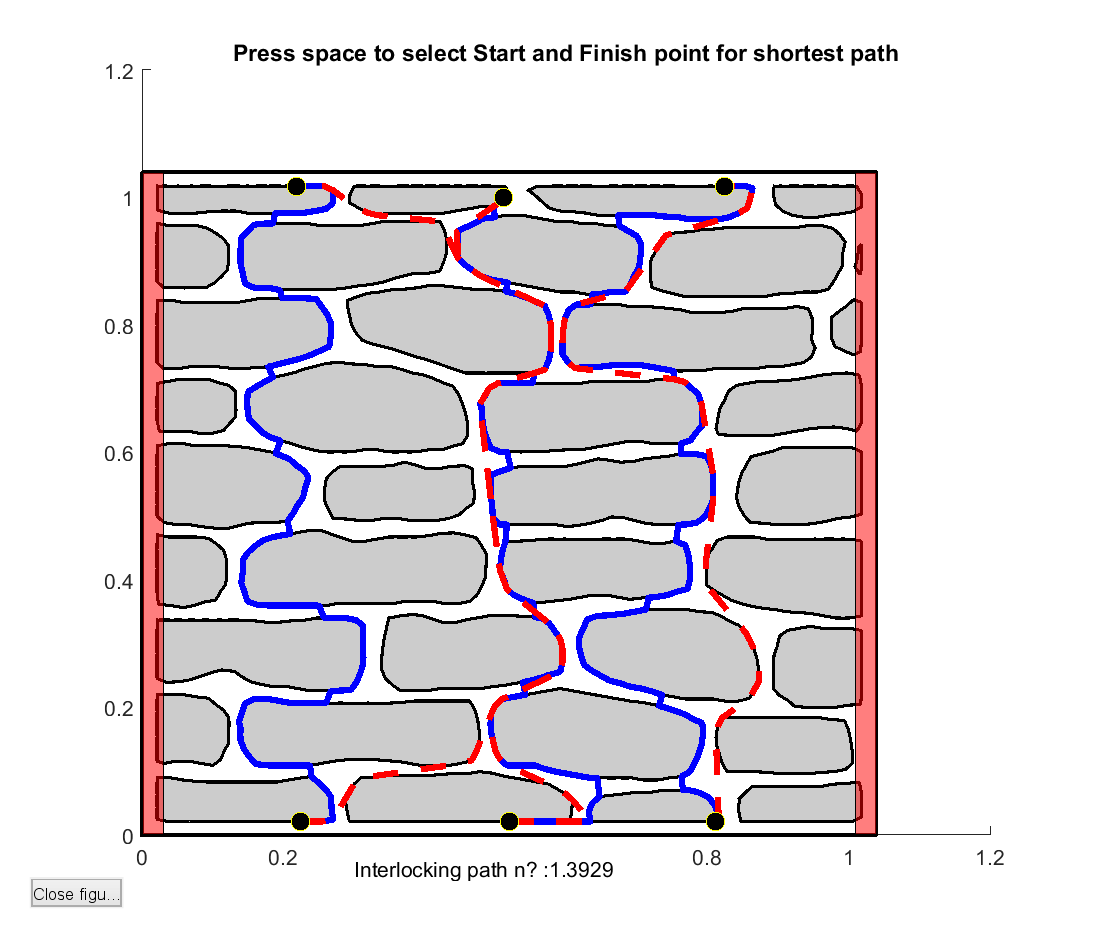 Press space to select Start and Finish point for shortest path
1.2
1
0.8
0.6
0.4
0.2
0
0 0.2 0.8 1 1.2
Interlocking path n? :1.3929
Close figu...